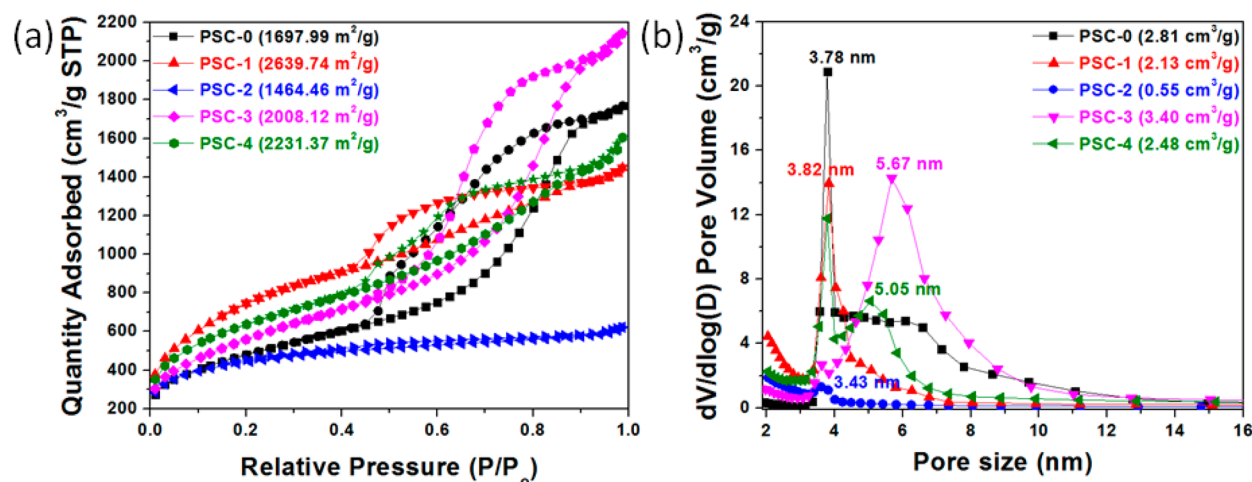 (a)
Quantity Adsorbed (cm³/g STP)
2200
2000
1800
1600
1400
1200
1000
800
600
400
200
PSC-0 (1697.99 m²/g)
PSC-1 (2639.74 m²/g)
PSC-2 (1464.46 m²/g)
PSC-3 (2008.12 m²/g)
PSC-4 (2231.37 m²/g)
0.0 0.2 0.4 0.6 0.8 1.0
Relative Pressure (P/P₀)
(b)
dV/dlog(D) Pore Volume (cm³/g)
24
20
16
12
8
4
0
PSC-0 (2.81 cm³/g)
PSC-1 (2.13 cm³/g)
PSC-2 (0.55 cm³/g)
PSC-3 (3.40 cm³/g)
PSC-4 (2.48 cm³/g)
3.78 nm
3.82 nm
5.67 nm
5.05 nm
3.43 nm
2 4 6 8 10 12 14 16
Pore size (nm)